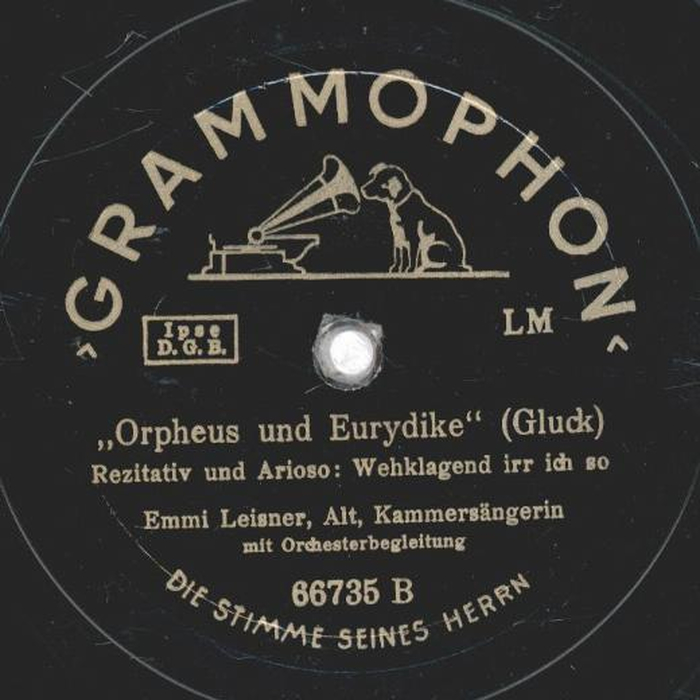 GRAMMOPHON
Ipse
D.G.B.
LM
„Orpheus und Eurydike“ (Gluck)
Rezitativ und Arioso: Wehklagend irr ich so
Emmi Leisner, Alt, Kammersängerin
mit Orchesterbegleitung
66735 B
DIE STIMME SEINES HERRN